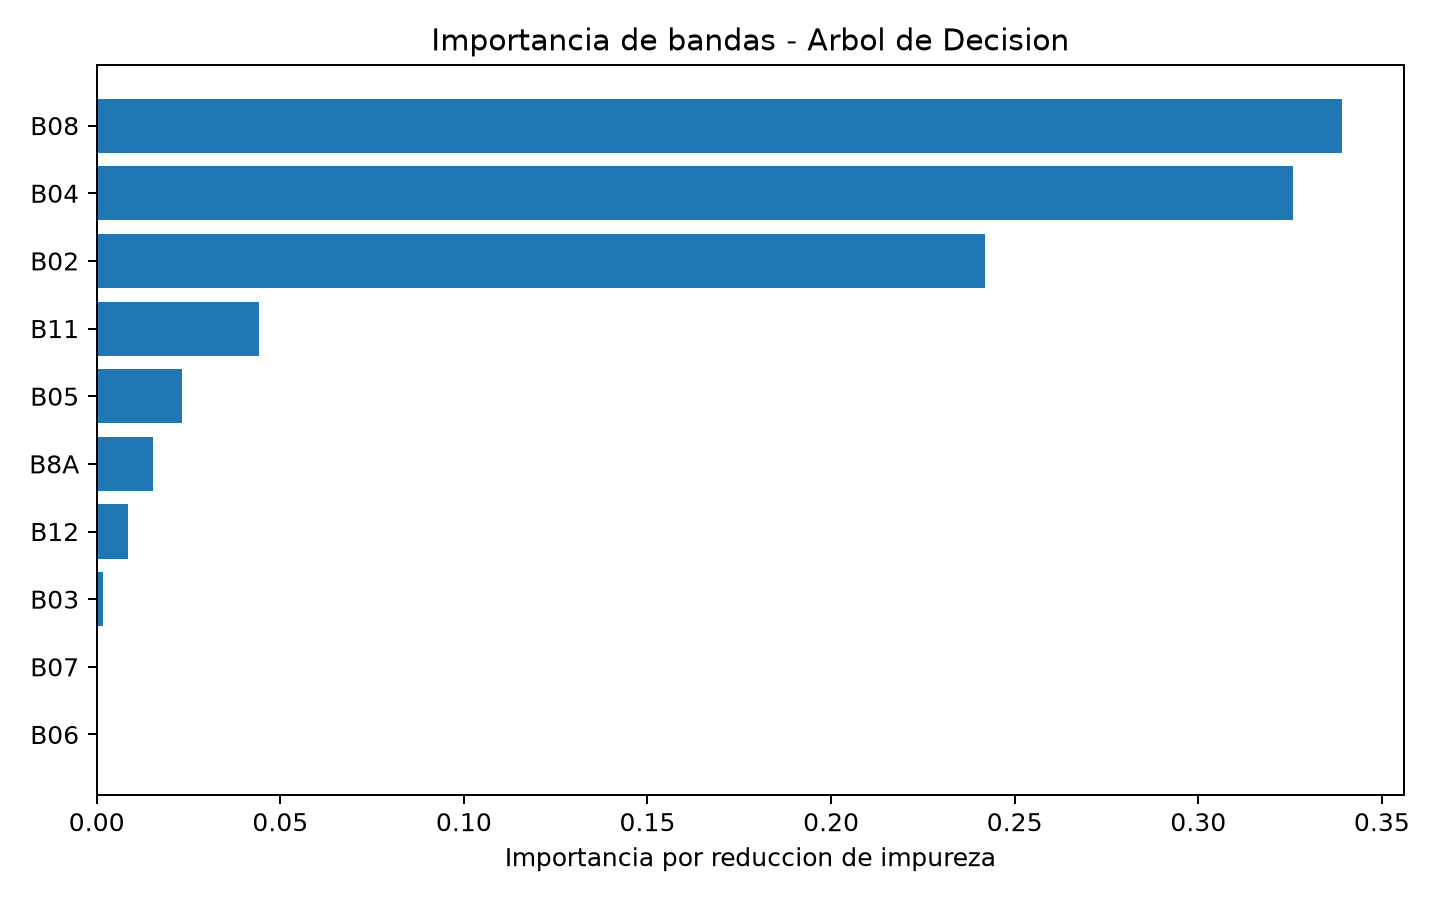 Importancia de bandas - Arbol de Decision
B08
B04
B02
B11
B05
B8A
B12
B03
B07
B06
0.00 0.05 0.10 0.15 0.20 0.25 0.30 0.35
Importancia por reduccion de impureza